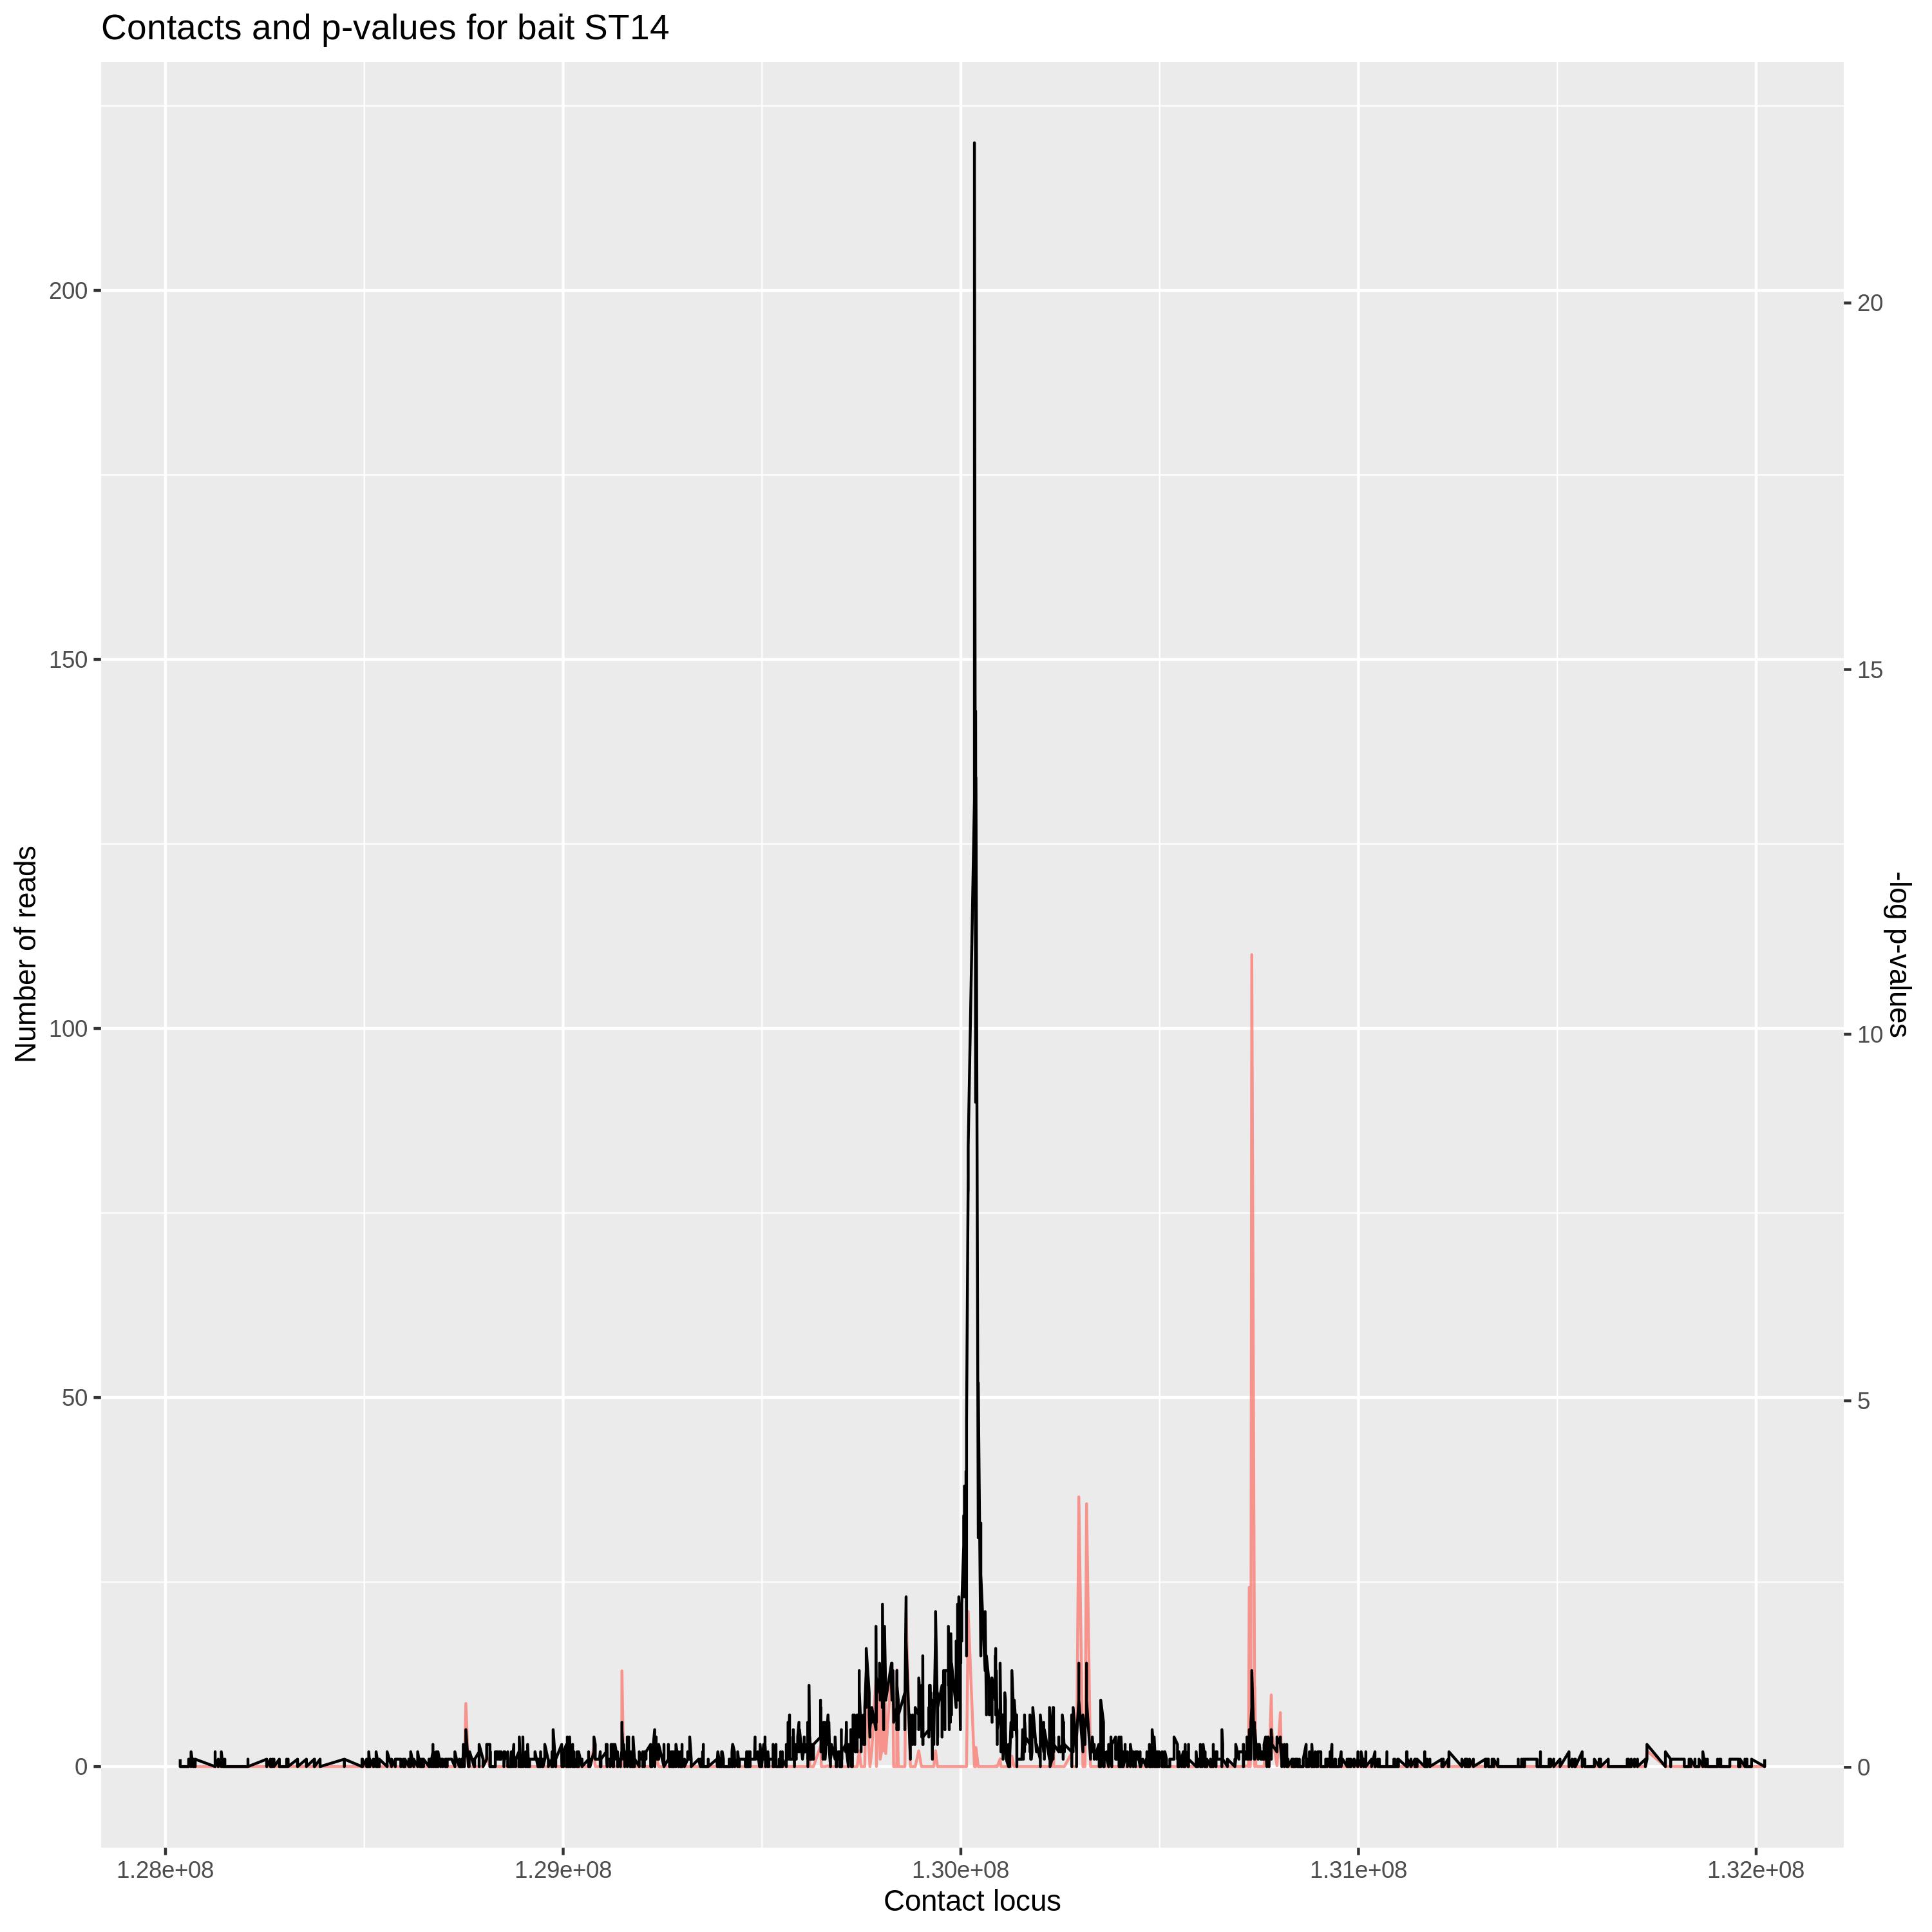 Contacts and p-values for bait ST14
200
150
100
50
0
Number of reads
20
15
10
5
0
-log p-values
1.28e+08
1.29e+08
1.30e+08
1.31e+08
1.32e+08
Contact locus